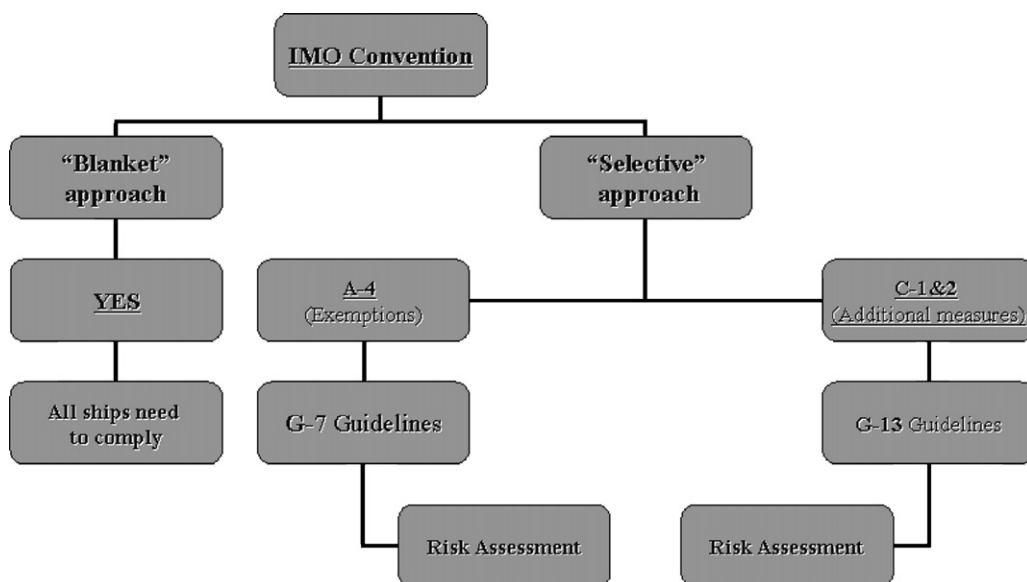 IMO Convention
“Blanket”
approach
“Selective”
approach
YES
A-4
(Exemptions)
C-1&2
(Additional measures)
All ships need
to comply
G-7 Guidelines
G-13 Guidelines
Risk Assessment
Risk Assessment